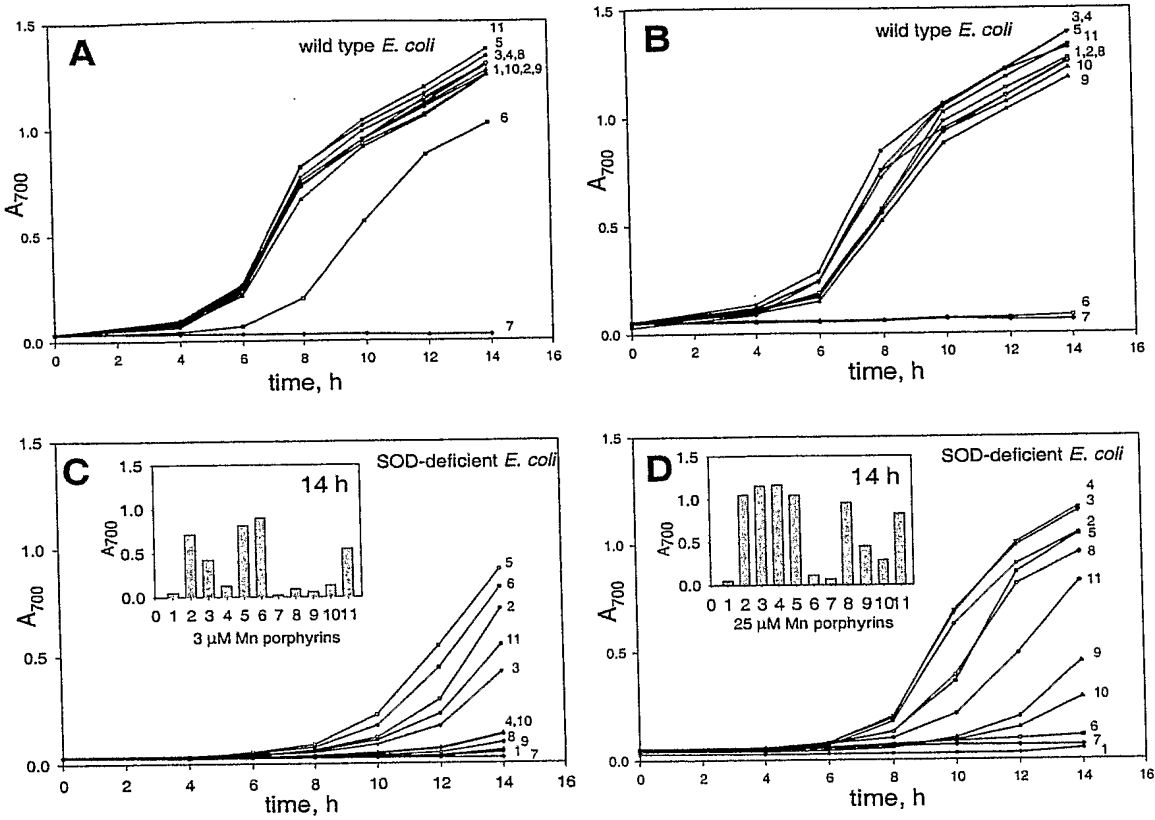 A
wild type E. coli
1.5
1.0
0.5
0.0
A700
0 2 4 6 8 10 12 14 16
time, h
11
5
3,4,8
1,10,2,9
6
7
B
wild type E. coli
1.5
1.0
0.5
0.0
A700
0 2 4 6 8 10 12 14 16
time, h
3,4
5 11
1,2,8
10
9
6
7
C
SOD-deficient E. coli
1.5
1.0
0.5
0.0
A700
0 2 4 6 8 10 12 14 16
time, h
14 h
1.5
1.0
0.5
0.0
A700
0 1 2 3 4 5 6 7 8 9 10 11
3 µM Mn porphyrins
5
6
2
11
3
4,10
8 9
1 7
D
SOD-deficient E. coli
1.5
1.0
0.5
0.0
A700
0 2 4 6 8 10 12 14 16
time, h
14 h
1.5
1.0
0.5
0.0
A700
0 1 2 3 4 5 6 7 8 9 10 11
25 µM Mn porphyrins
4
3
2
5
8
11
9
10
6
7 1